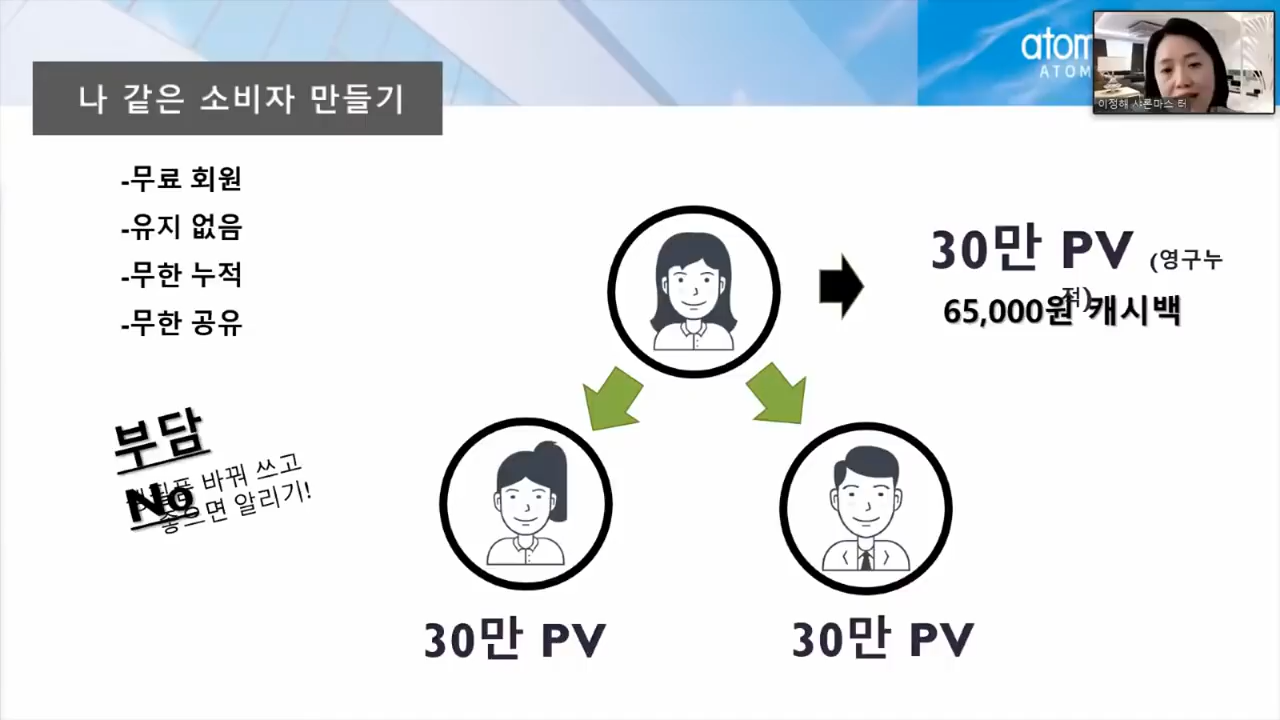 나 같은 소비자 만들기
atom
ATOM
이정해 샤론마스 터
-무료 회원
-유지 없음
-무한 누적
-무한 공유
30만 PV (영구누
적)
65,000원 캐시백
부담
No
바꿔 쓰고
좋으면 알리기!
30만 PV
30만 PV